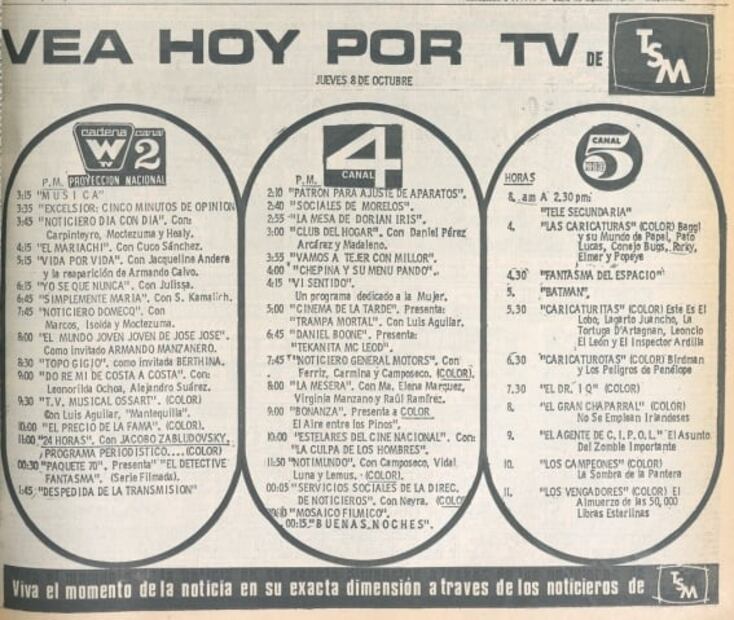 VEA HOY POR TV DE TSM
JUEVES 8 DE OCTUBRE
cadena canal
W TV 2
P.M. PROYECCION NACIONAL
3:15 "MUSICA"
3:35 "EXCELSIOR: CINCO MINUTOS DE OPINION
3:45 "NOTICIERO DIA CON DIA". Con:
Carpinteyro, Moctezuma y Healy.
4:15 "EL MARIACHI". Con Cuco Sánchez.
5:15 "VIDA POR VIDA". Con Jacqueline Andere
y la reaparición de Armando Calvo.
6:15 "YO SE QUE NUNCA". Con Julissa.
6:45 "SIMPLEMENTE MARIA". Con S. Kamalich.
7:45 "NOTICIERO DOMECQ". Con
Marcos, Isolda y Moctezuma.
8:00 "EL MUNDO JOVEN JOVEN DE JOSE JOSE".
Como invitado ARMANDO MANZANERO.
8:30 "TOPO GIGIO". como invitada BERTHINA.
9:00 "DO RE MI DE COSTA A COSTA". Con:
Leonorilda Ochoa, Alejandro Suárez.
9:30 "T.V. MUSICAL OSSART". (COLOR)
Con Luis Aguilar, "Mantequilla".
10:00 "EL PRECIO DE LA FAMA". (COLOR).
11:00 "24 HORAS". Con JACOBO ZABLUDOVSKY,
PROGRAMA PERIODISTICO....(COLOR)
00:30 "PAQUETE 70". Presenta "EL DETECTIVE
FANTASMA". (Serie Filmada).
1:45 "DESPEDIDA DE LA TRANSMISION"
4
CANAL
P.M.
2:10 "PATRON PARA AJUSTE DE APARATOS".
2:40 "SOCIALES DE MORELOS".
2:55 "LA MESA DE DORIAN IRIS".
3:00 "CLUB DEL HOGAR". Con Daniel Pérez
Arcáraz y Madaleno.
3:55 "VAMOS A TEJER CON MILLOR".
4:00 "CHEPINA Y SU MENU PANDO".
4:15 "VI SENTIDO".
Un programa dedicado a la Mujer.
5:00 "CINEMA DE LA TARDE". Presenta:
"TRAMPA MORTAL". Con Luis Aguilar.
6:45 "DANIEL BOONE". Presenta:
"TEKANITA MC LEOD".
7:45 "NOTICIERO GENERAL MOTORS". Con
Ferriz, Carmina y Camposeco. (COLOR).
8:00 "LA MESERA". Con Ma. Elena Marquez,
Virginia Manzano y Raúl Ramírez.
9:00 "BONANZA". Presenta a COLOR
El Aire entre los Pinos".
10:00 "ESTELARES DEL CINE NACIONAL". Con:
"LA CULPA DE LOS HOMBRES".
11:50 "NOTIMUNDO". Con Camposeco, Vidal
Luna y Lemus. (COLOR).
00:05 "SERVICIOS SOCIALES DE LA DIREC.
DE NOTICIEROS". Con Neyra. (COLO
"MOSAICO FILMICO".
00:15. "BUENAS NOCHES".
CANAL
5
HORAS
8. am A 2,30 pm:
"TELE SECUNDARIA"
4. "LAS CARICATURAS" (COLOR) Baggi
y su Mundo de Papel, Pato
Lucas, Conejo Bugs, Porky,
Elmer y Popeye
4.30 "FANTASMA DEL ESPACIO"
5. "BATMAN".
5,30 "CARICATURITAS" (COLOR) Este Es El
Lobo, Lagarto Juancho, La
Tortuga D'Artagnan, Leoncio
El León y El Inspector Ardilla
6.30 "CARICATUROTAS" (COLOR) Birdman
y Los Peligros de Penélope
7.30 "EL DR. IQ" (COLOR)
8. "EL GRAN CHAPARRAL" (COLOR)
No Se Emplean Irlandeses
9. "EL AGENTE DE C.I.P.O.L." El Asunto
Del Zombie Importante
10. "LOS CAMPEONES" (COLOR)
La Sombra de la Pantera
11. "LOS VENGADORES" (COLOR) El
Almuerzo de las 50,000
Libras Esterlinas
Viva el momento de la noticia en su exacta dimensión a traves de los noticieros de TSM